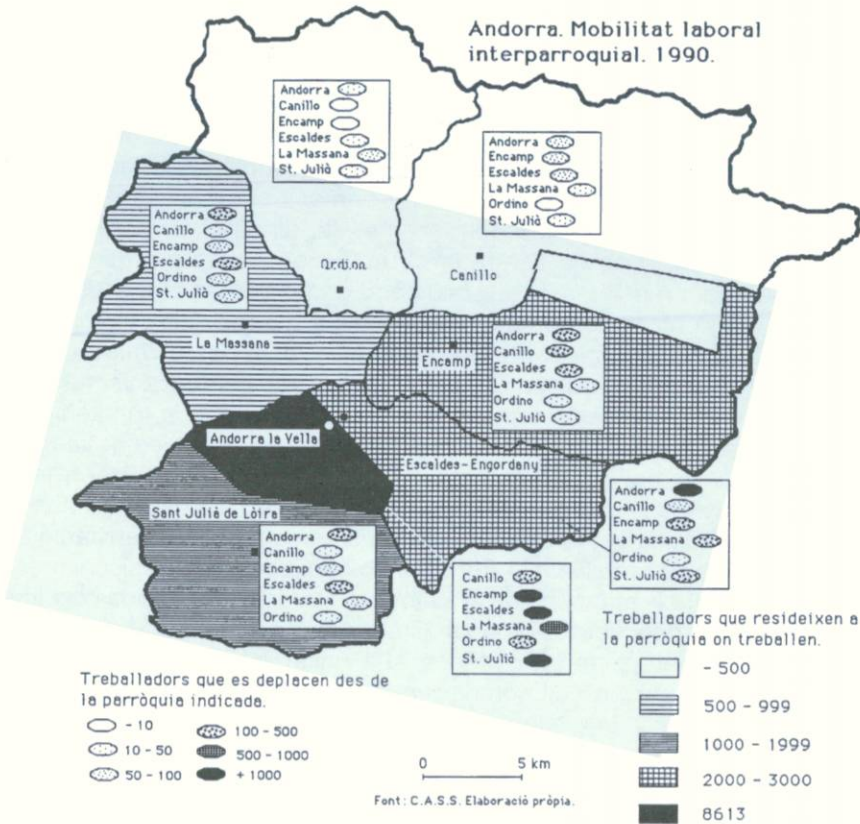 Andorra. Mobilitat laboral
interparroquial. 1990.
Andorra
Canillo
Encamp
Escaldes
La Massana
St. Julià
Andorra
Encamp
Escaldes
La Massana
Ordino
St. Julià
Andorra
Canillo
Encamp
Escaldes
Ordino
St. Julià
Ordino
Canillo
La Massana
Encamp
Andorra
Canillo
Escaldes
La Massana
Ordino
St. Julià
Andorra la Vella
Escaldes-Engordany
Sant Julià de Lòira
Andorra
Canillo
Encamp
La Massana
Ordino
St. Julià
Andorra
Canillo
Encamp
Escaldes
La Massana
Ordino
Canillo
Encamp
Escaldes
La Massana
Ordino
St. Julià
Treballadors que es deplacen des de
la parròquia indicada.
- 10
10 - 50
50 - 100
100 - 500
500 - 1000
+ 1000
0 5 km
Font: C.A.S.S. Elaboració pròpia.
Treballadors que resideixen a
la parròquia on treballen.
- 500
500 - 999
1000 - 1999
2000 - 3000
8613